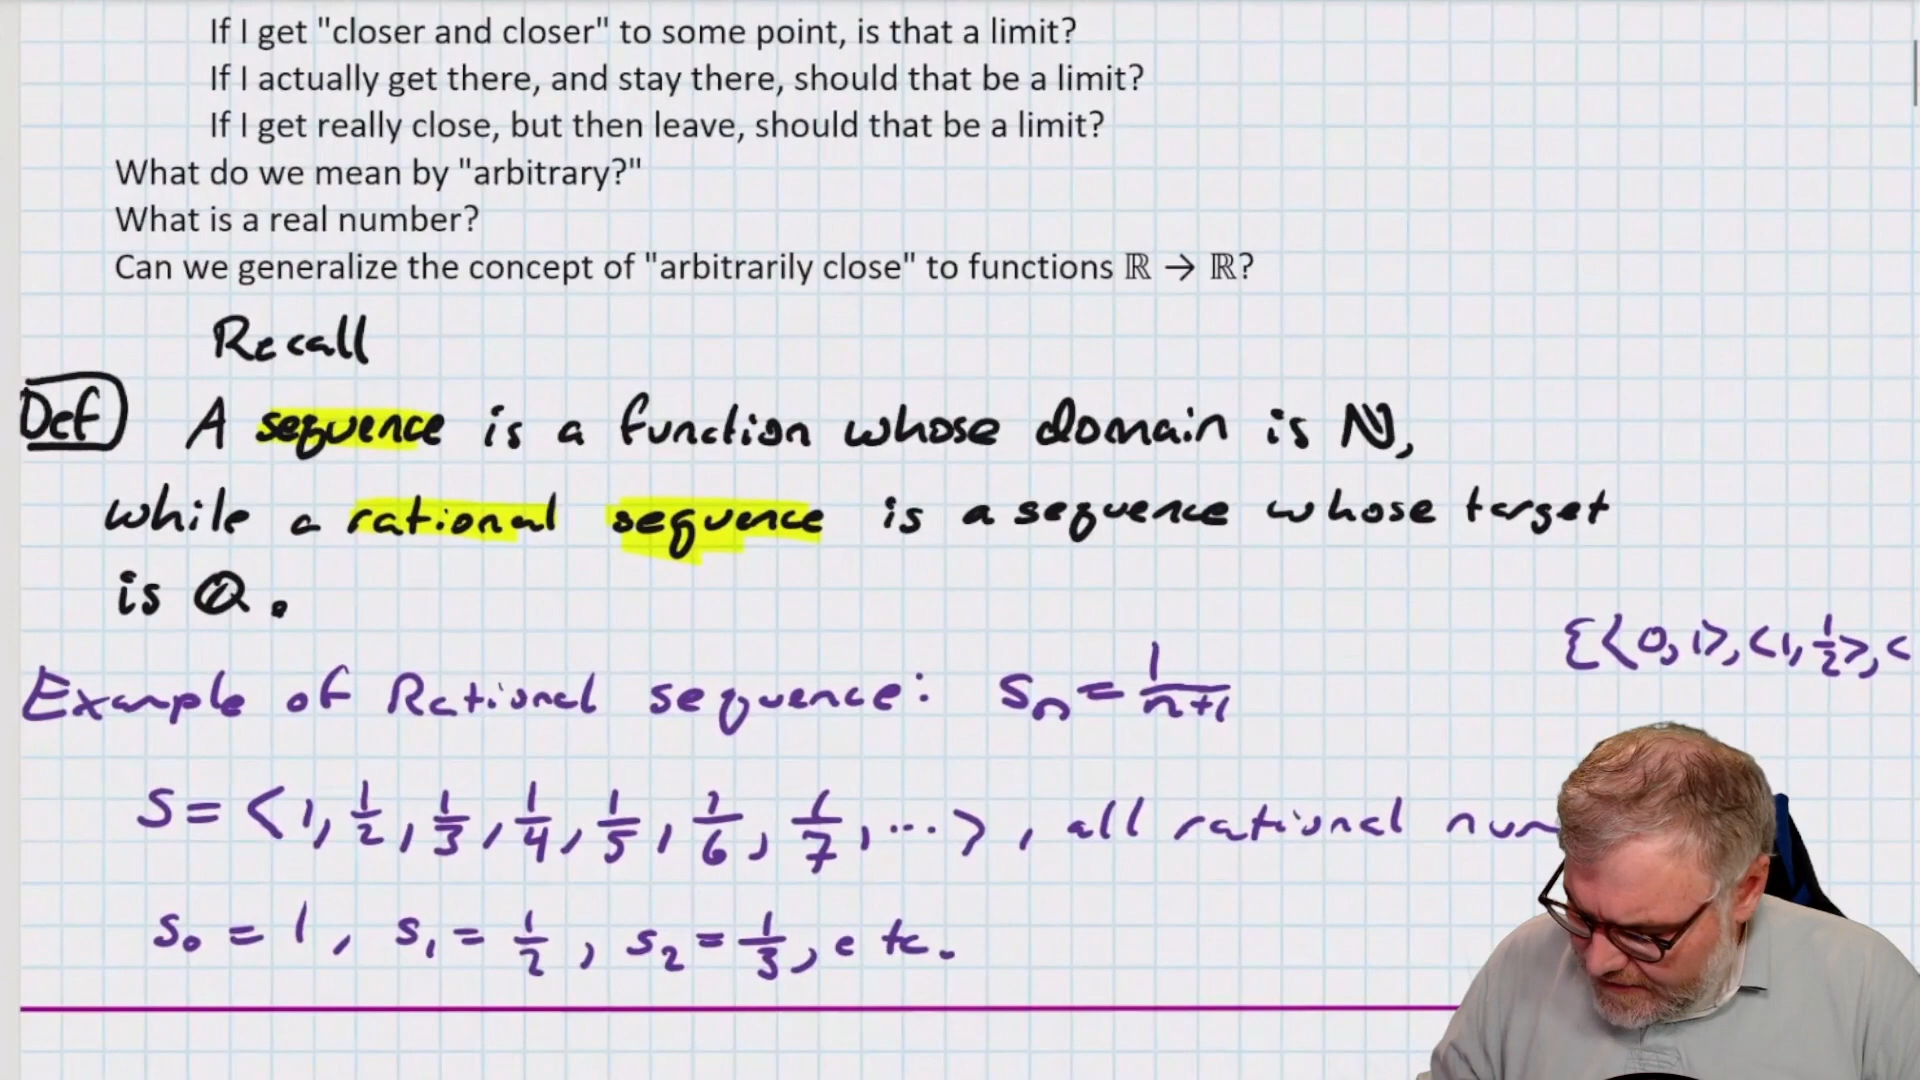 If I get "closer and closer" to some point, is that a limit?
If I actually get there, and stay there, should that be a limit?
If I get really close, but then leave, should that be a limit?
What do we mean by "arbitrary?"
What is a real number?
Can we generalize the concept of "arbitrarily close" to functions ℝ → ℝ?
Recall
Def A sequence is a function whose domain is ℕ,
while a rational sequence is a sequence whose target
is ℚ.
{<0,1>,<1,1/2>,<
Example of Rational sequence: sₙ = 1/(n+1)
S = <1, 1/2, 1/3, 1/4, 1/5, 1/6, 1/7, ...>, all rational num
s₀ = 1, s₁ = 1/2, s₂ = 1/3, etc.